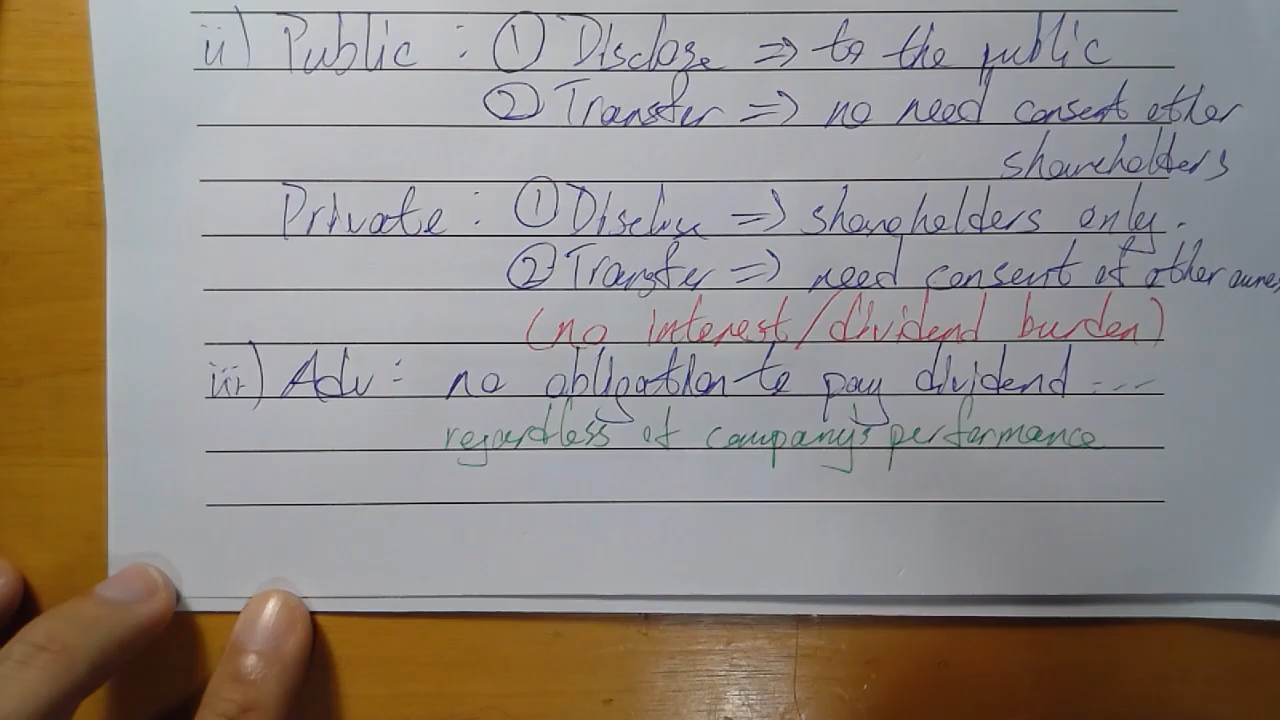 ii) Public : ① Disclose => to the public
② Transfer => no need consent other
shareholders
Private : ① Disclose => shareholders only.
② Transfer => need consent of other
(no interest/dividend burden)
iii) Adv : no obligation to pay dividend ...
regardless of company's performance